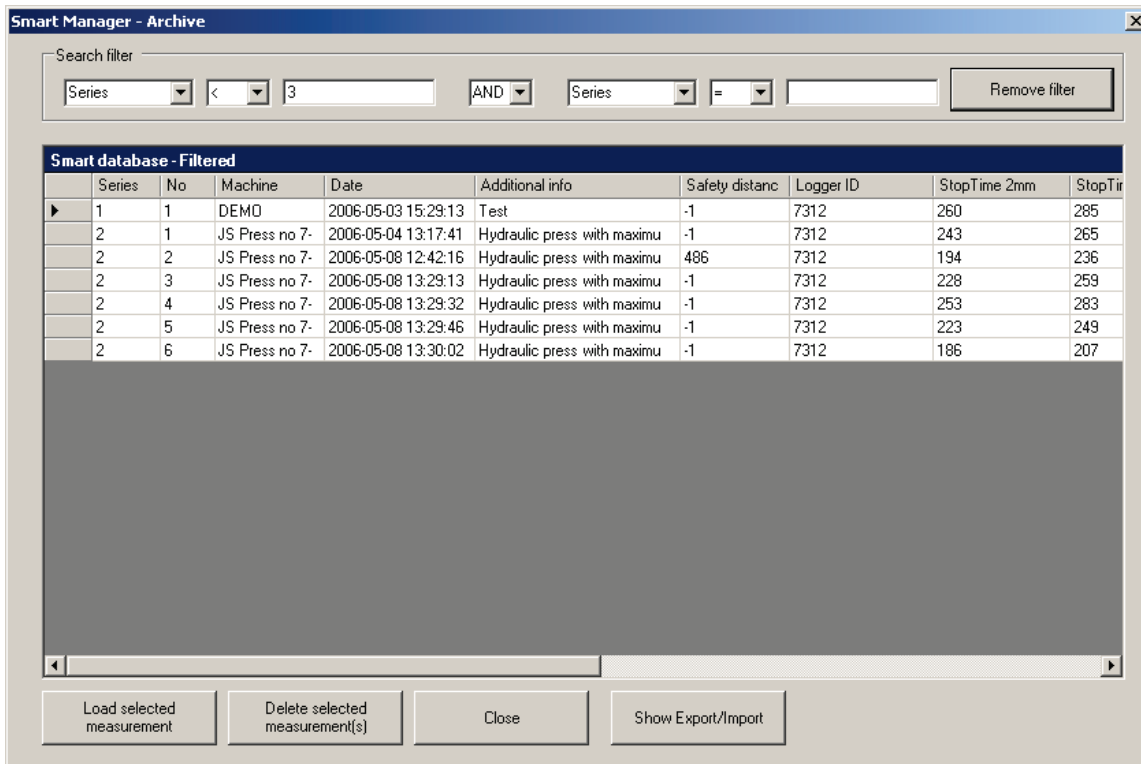 Smart Manager - Archive
Search filter
Series < 3 AND Series = Remove filter
Smart database - Filtered
Series No Machine Date Additional info Safety distanc Logger ID StopTime 2mm StopTir
1 1 DEMO 2006-05-03 15:29:13 Test -1 7312 260 285
2 1 JS Press no 7- 2006-05-04 13:17:41 Hydraulic press with maximu -1 7312 243 265
2 2 JS Press no 7- 2006-05-08 12:42:16 Hydraulic press with maximu 486 7312 194 236
2 3 JS Press no 7- 2006-05-08 13:29:13 Hydraulic press with maximu -1 7312 228 259
2 4 JS Press no 7- 2006-05-08 13:29:32 Hydraulic press with maximu -1 7312 253 283
2 5 JS Press no 7- 2006-05-08 13:29:46 Hydraulic press with maximu -1 7312 223 249
2 6 JS Press no 7- 2006-05-08 13:30:02 Hydraulic press with maximu -1 7312 186 207
Load selected
measurement
Delete selected
measurement(s)
Close
Show Export/Import